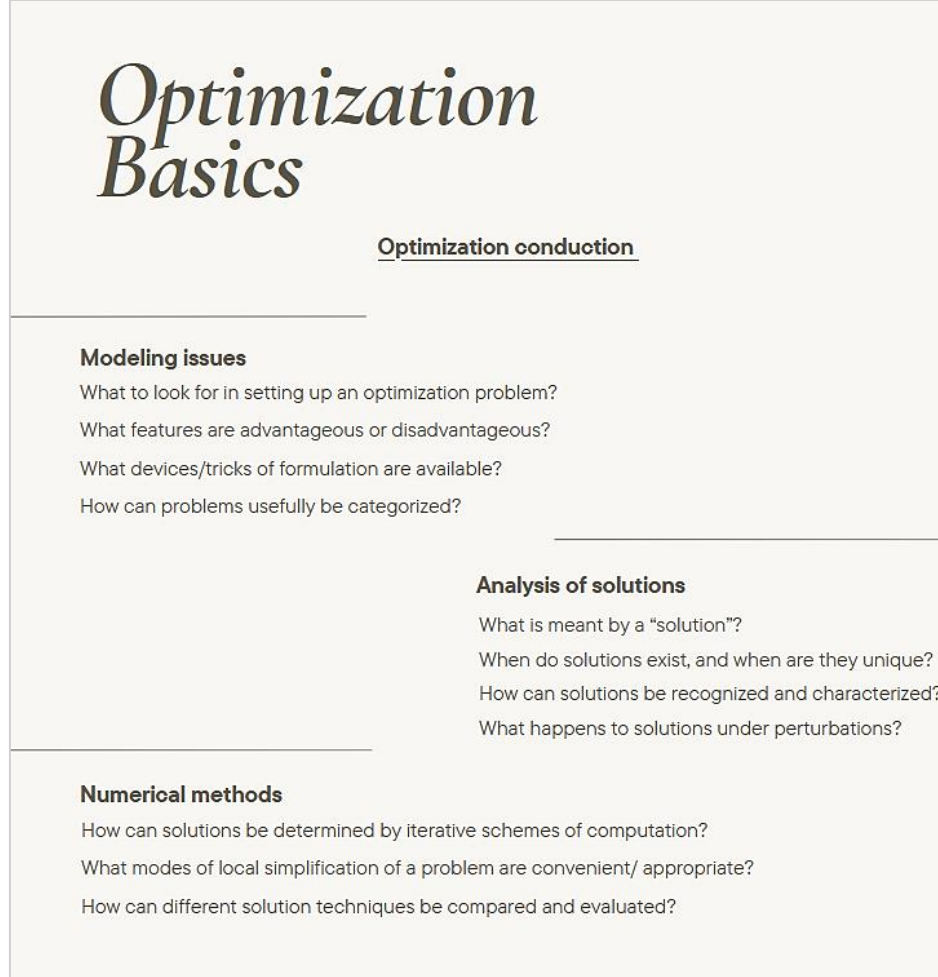 Optimization
Basics
Optimization conduction
Modeling issues
What to look for in setting up an optimization problem?
What features are advantageous or disadvantageous?
What devices/tricks of formulation are available?
How can problems usefully be categorized?
Analysis of solutions
What is meant by a “solution”?
When do solutions exist, and when are they unique?
How can solutions be recognized and characterized?
What happens to solutions under perturbations?
Numerical methods
How can solutions be determined by iterative schemes of computation?
What modes of local simplification of a problem are convenient/ appropriate?
How can different solution techniques be compared and evaluated?